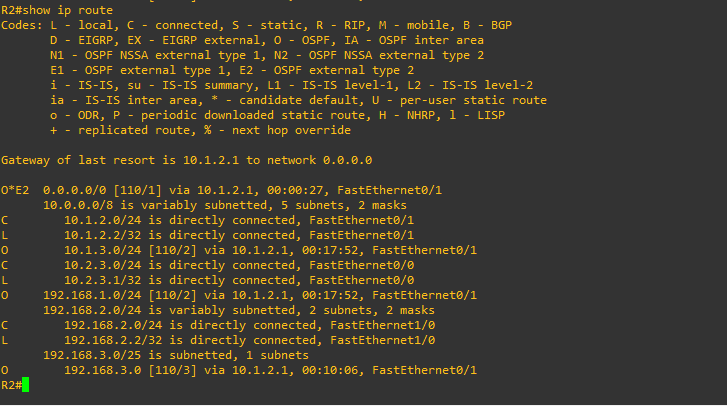 R2#show ip route
Codes: L - local, C - connected, S - static, R - RIP, M - mobile, B - BGP
       D - EIGRP, EX - EIGRP external, O - OSPF, IA - OSPF inter area
       N1 - OSPF NSSA external type 1, N2 - OSPF NSSA external type 2
       E1 - OSPF external type 1, E2 - OSPF external type 2
       i - IS-IS, su - IS-IS summary, L1 - IS-IS level-1, L2 - IS-IS level-2
       ia - IS-IS inter area, * - candidate default, U - per-user static route
       o - ODR, P - periodic downloaded static route, H - NHRP, l - LISP
       + - replicated route, % - next hop override

Gateway of last resort is 10.1.2.1 to network 0.0.0.0

O*E2  0.0.0.0/0 [110/1] via 10.1.2.1, 00:00:27, FastEthernet0/1
      10.0.0.0/8 is variably subnetted, 5 subnets, 2 masks
C        10.1.2.0/24 is directly connected, FastEthernet0/1
L        10.1.2.2/32 is directly connected, FastEthernet0/1
O        10.1.3.0/24 [110/2] via 10.1.2.1, 00:17:52, FastEthernet0/1
C        10.2.3.0/24 is directly connected, FastEthernet0/0
L        10.2.3.1/32 is directly connected, FastEthernet0/0
O     192.168.1.0/24 [110/2] via 10.1.2.1, 00:17:52, FastEthernet0/1
      192.168.2.0/24 is variably subnetted, 2 subnets, 2 masks
C        192.168.2.0/24 is directly connected, FastEthernet1/0
L        192.168.2.2/32 is directly connected, FastEthernet1/0
      192.168.3.0/25 is subnetted, 1 subnets
O        192.168.3.0 [110/3] via 10.1.2.1, 00:10:06, FastEthernet0/1
R2#